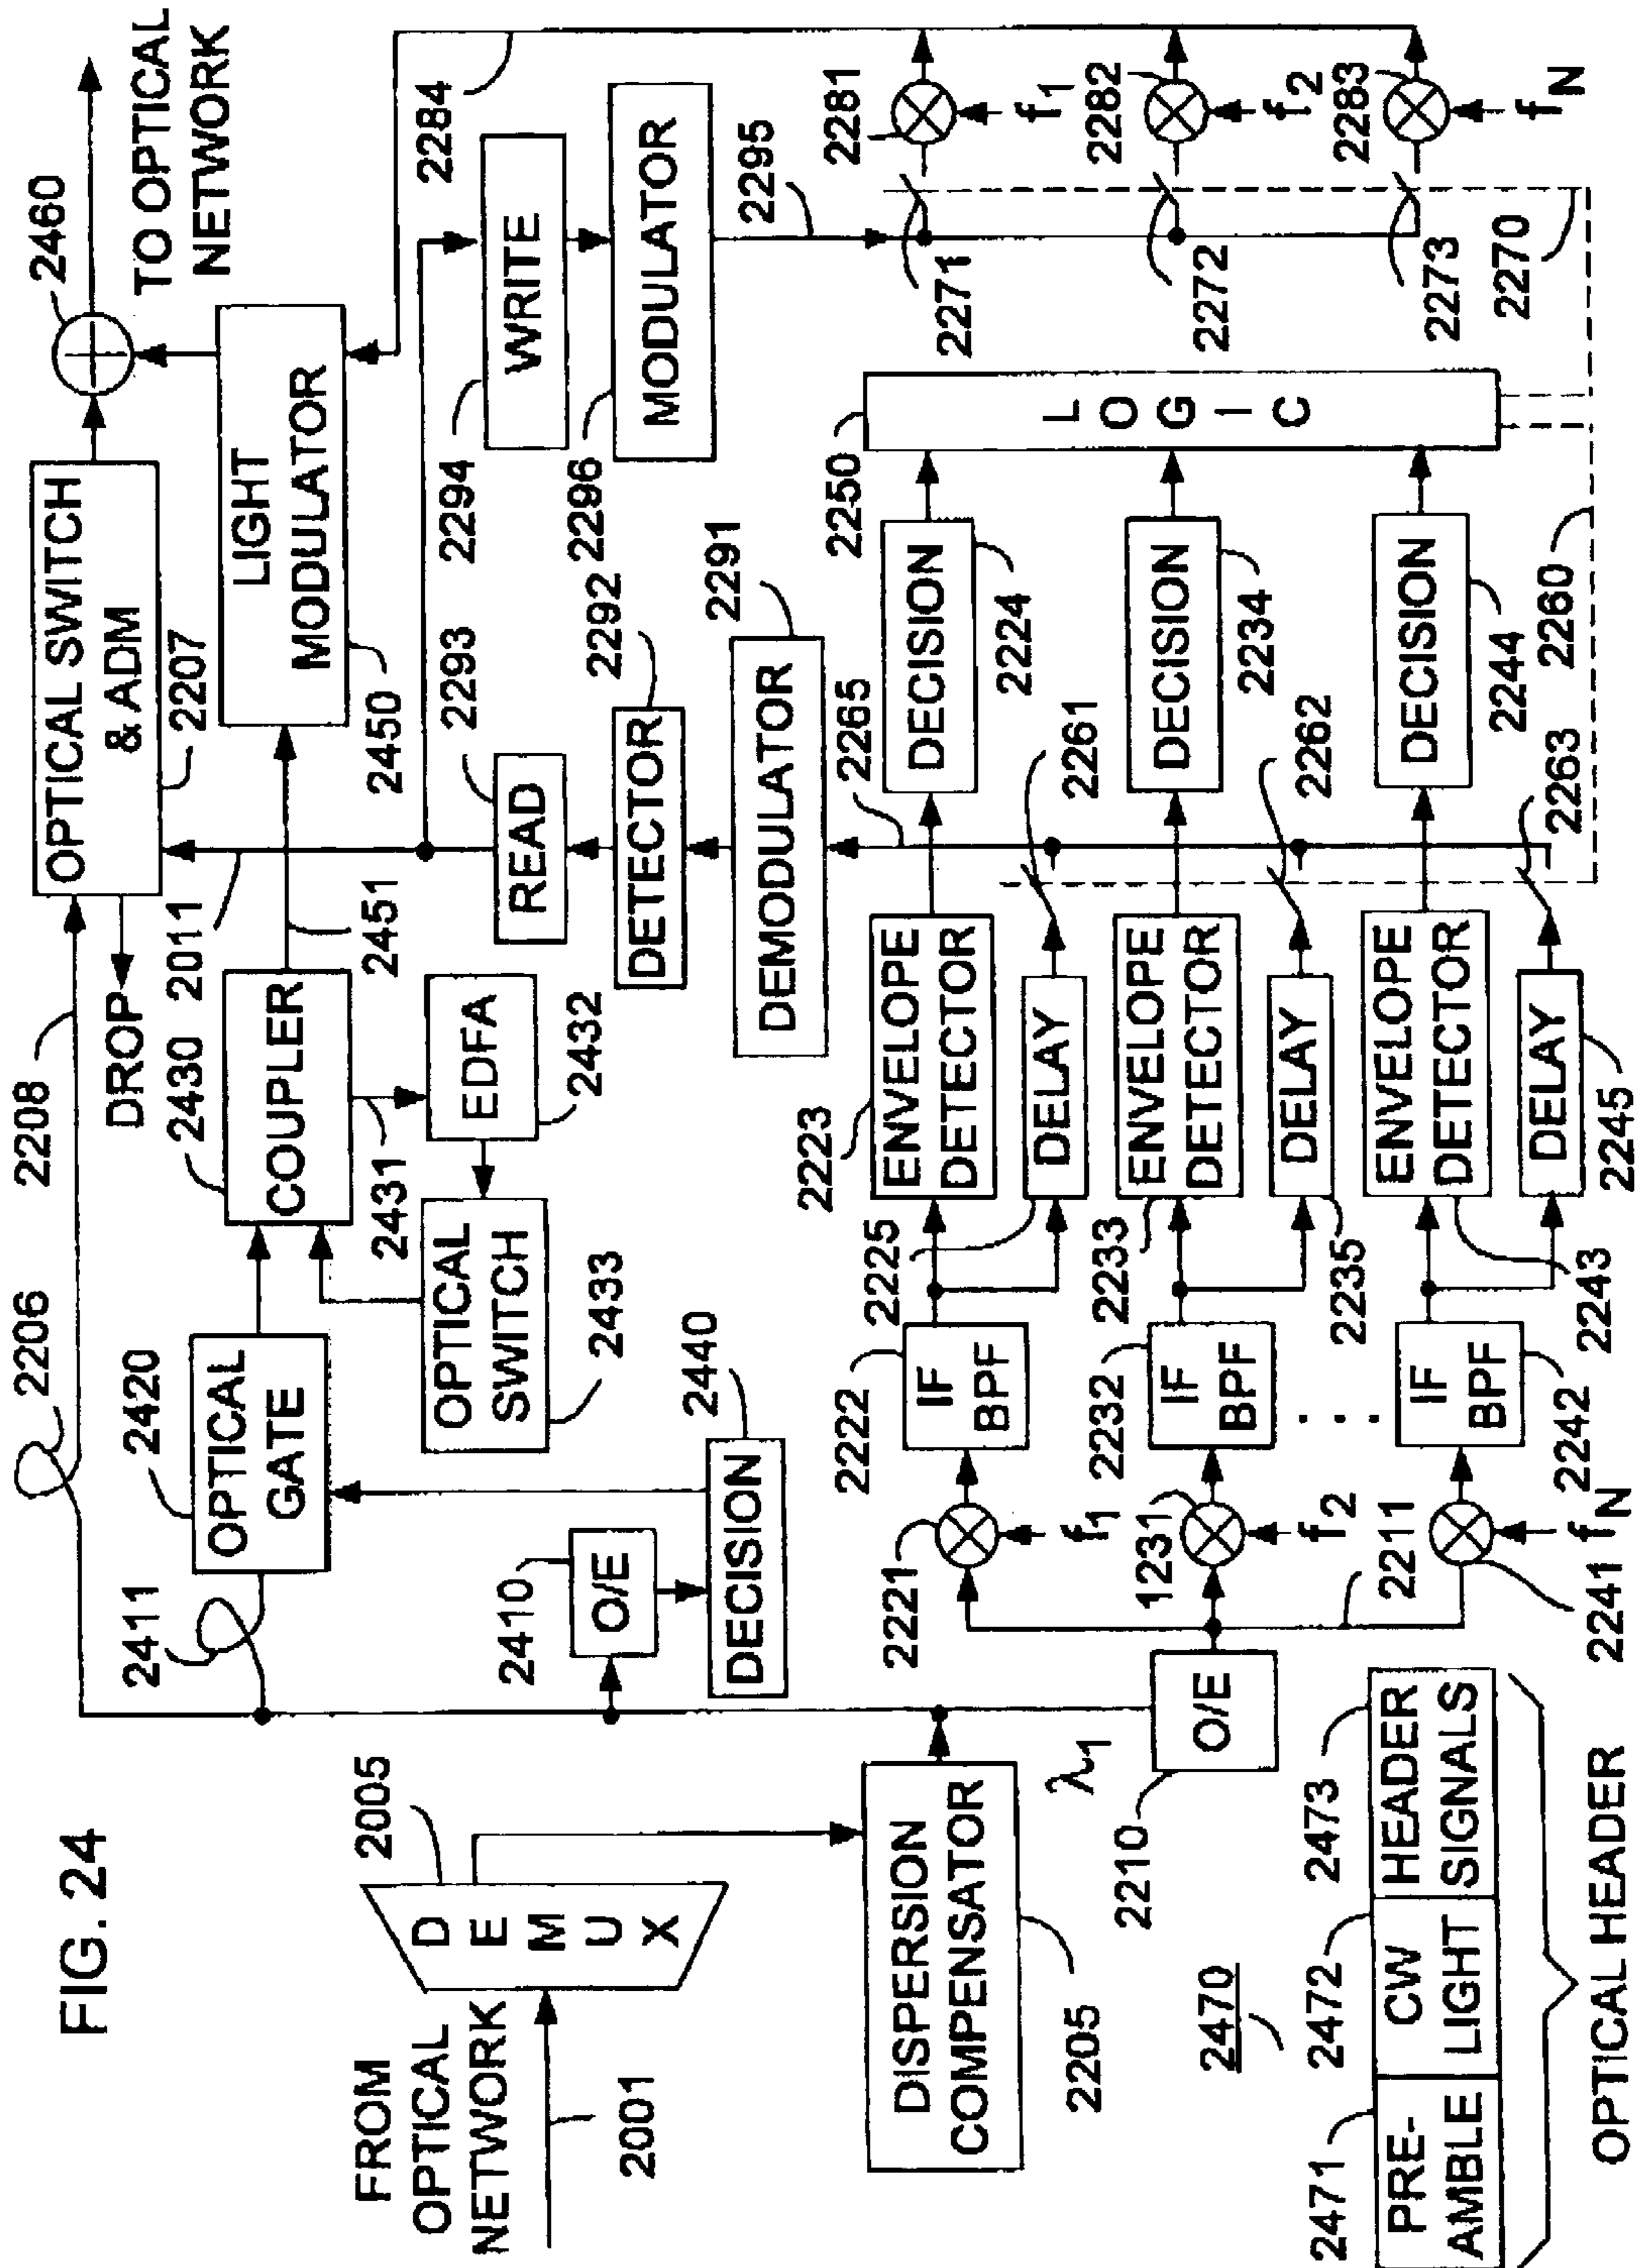 FIG. 24
FROM
OPTICAL
NETWORK
2001
DEMUX
2005
DISPERSION
COMPENSATOR
2205
λ1
2208
2206
2411
OPTICAL
GATE
2420
2410
O/E
DECISION
2440
COUPLER
2430
2431
EDFA
2432
OPTICAL
SWITCH
2433
DROP
2011
2451
OPTICAL SWITCH
& ADM
2207
LIGHT
MODULATOR
2450
2460
TO OPTICAL
NETWORK
2284
READ
2293
DETECTOR
2292
DEMODULATOR
2291
WRITE
2294
MODULATOR
2296
2295
O/E
2210
2211
2221
f1
IF
BPF
2222
ENVELOPE
DETECTOR
2223
DELAY
2225
DECISION
2224
2265
2261
1231
f2
IF
BPF
2232
ENVELOPE
DETECTOR
2233
DELAY
2235
DECISION
2234
2262
. . .
2241
fN
IF
BPF
2242
ENVELOPE
DETECTOR
2243
DELAY
2245
DECISION
2244
2263
2260
LOGIC
2250
2271
2281
f1
2272
2282
f2
2273
2283
fN
2270
2470
2471
2472
2473
PRE-
AMBLE
CW
LIGHT
HEADER
SIGNALS
OPTICAL HEADER